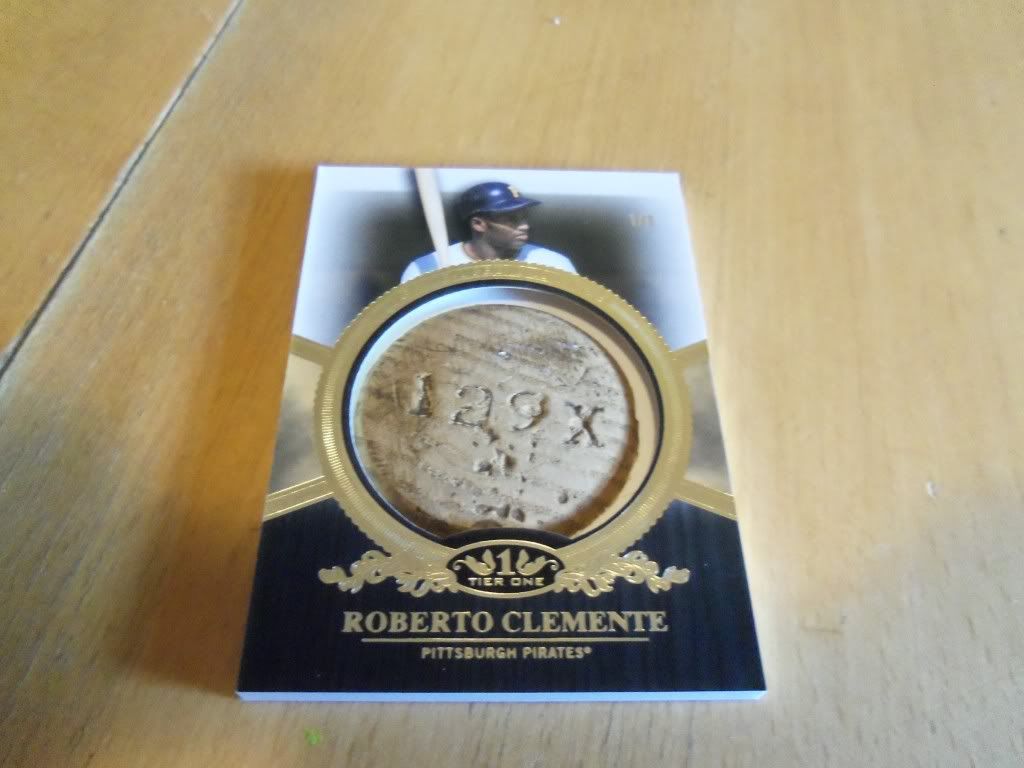 P
1/1
129x
1
TIER ONE
ROBERTO CLEMENTE
PITTSBURGH PIRATES®